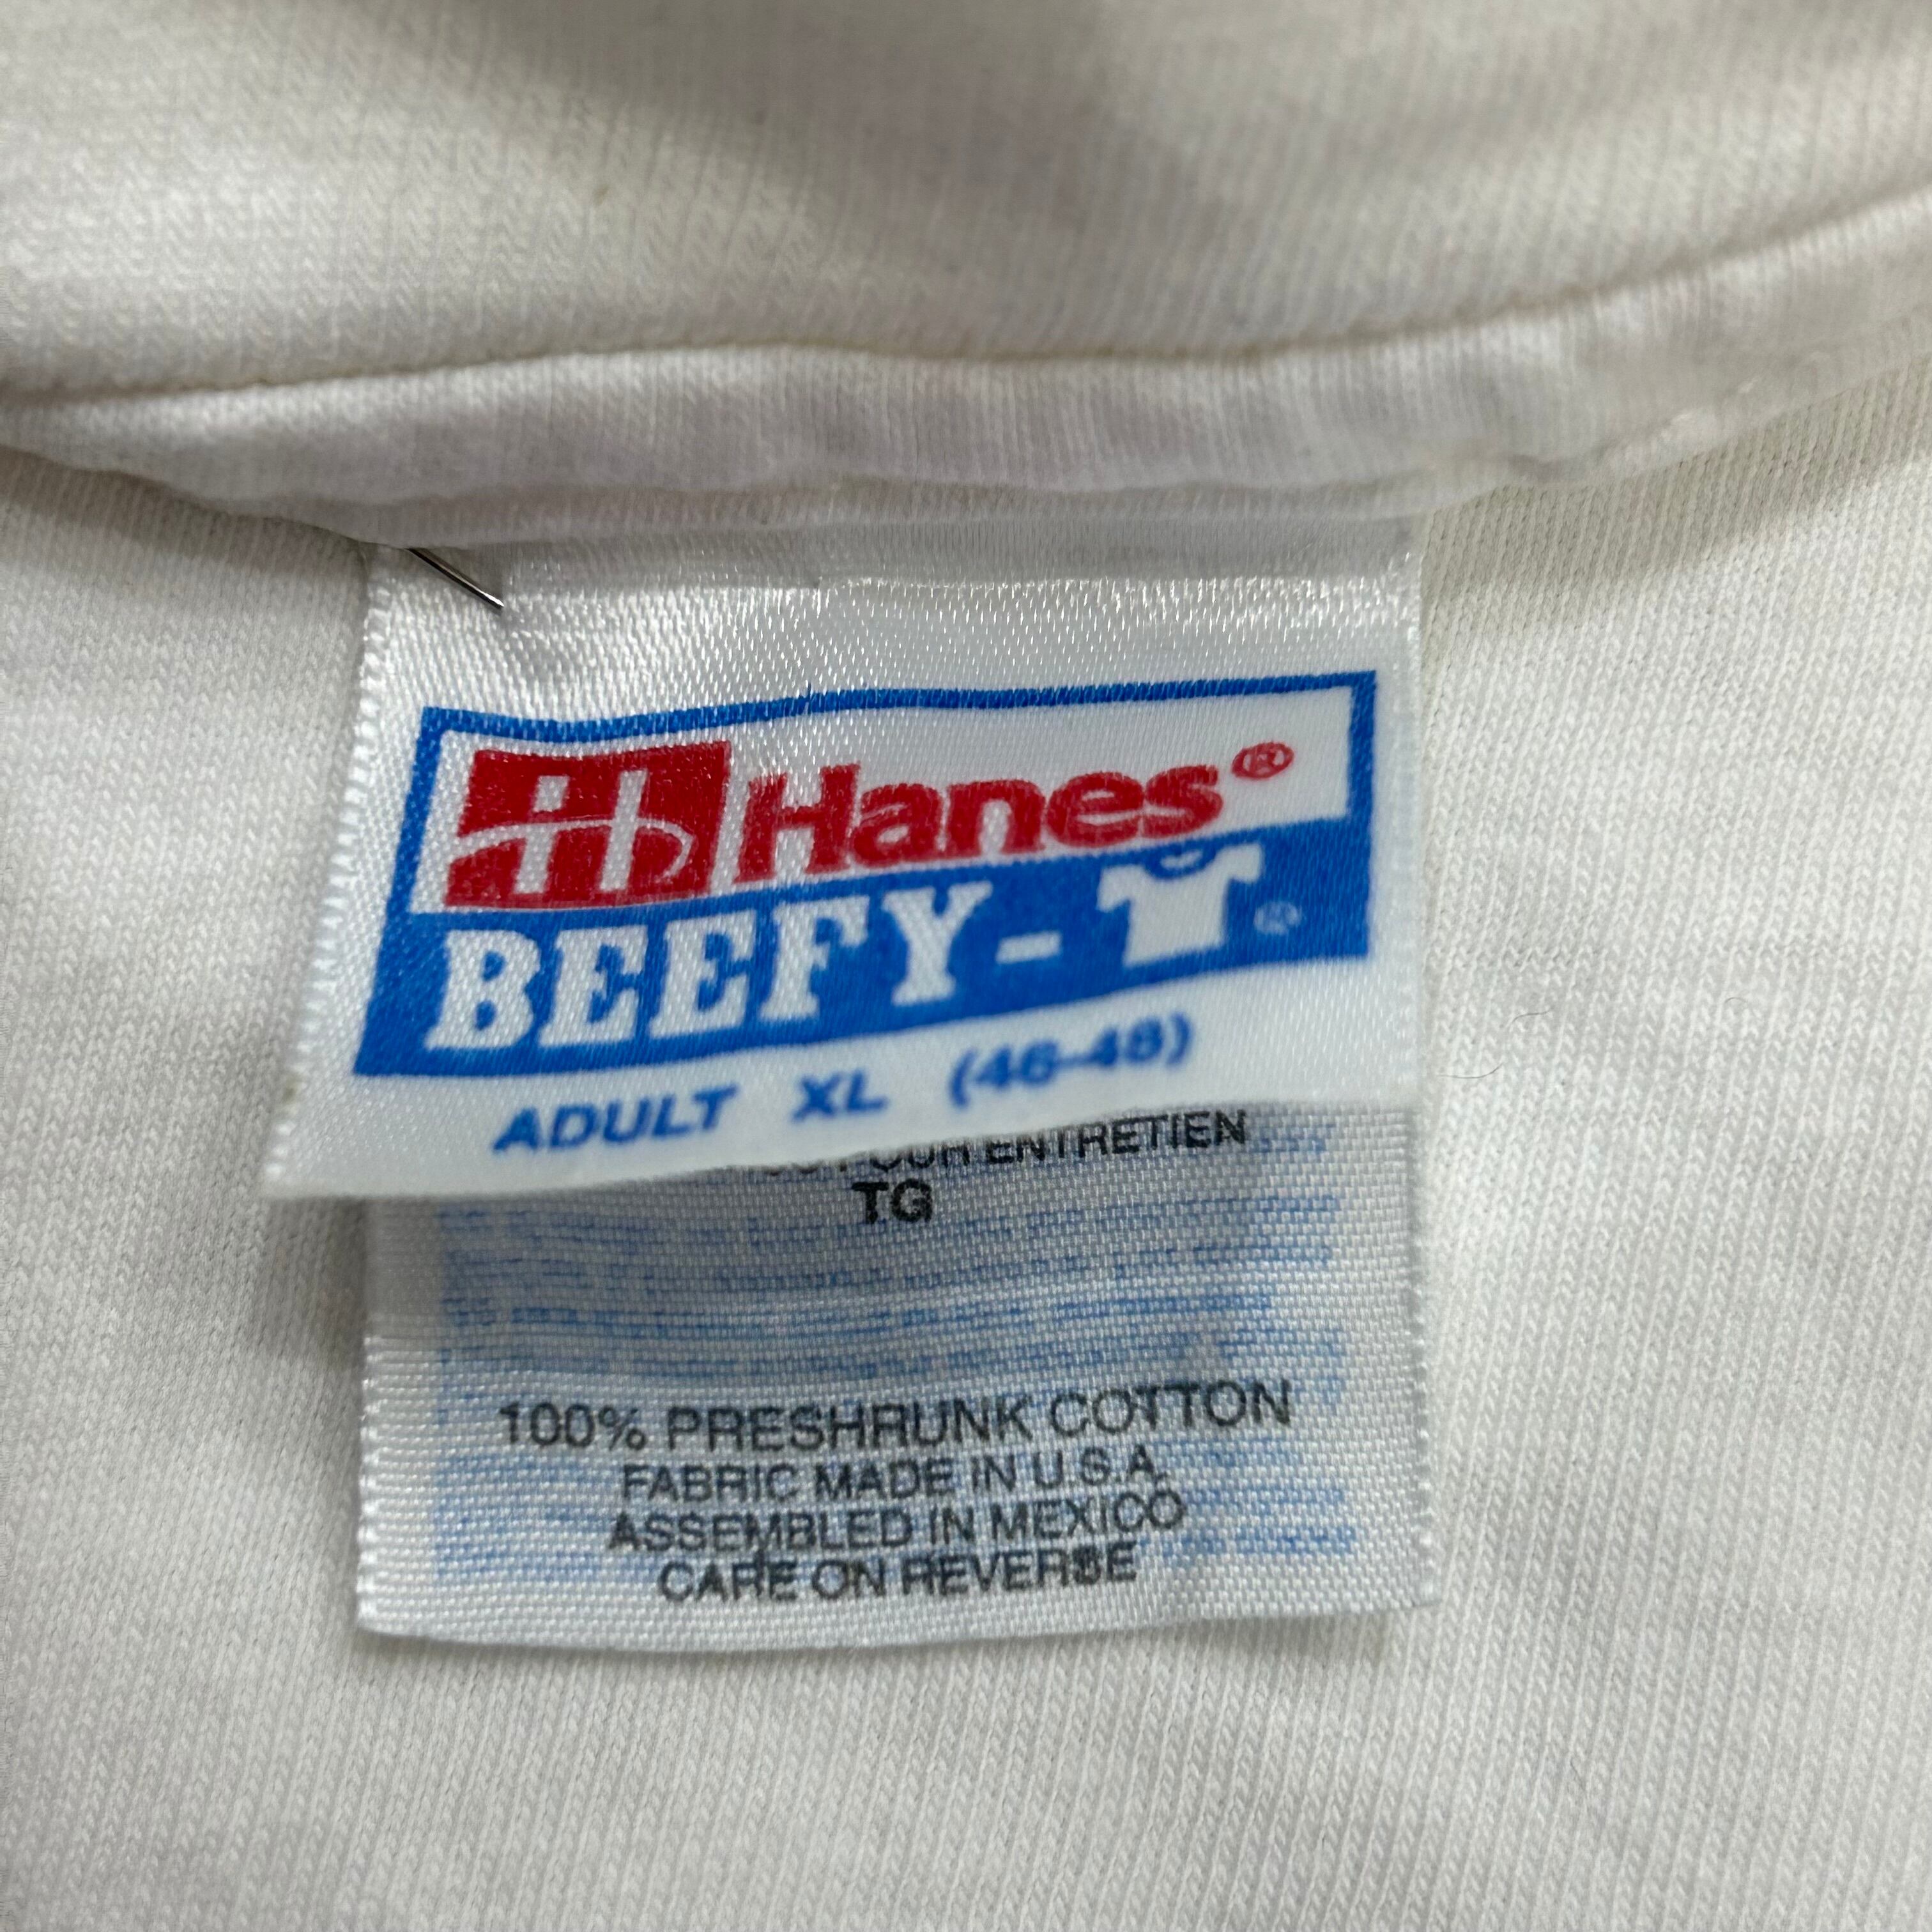 Hanes®
BEEFY-T®
ADULT XL (46-48)
POUR ENTRETIEN
TG
100% PRESHRUNK COTTON
FABRIC MADE IN U.S.A.
ASSEMBLED IN MEXICO
CARE ON REVERSE